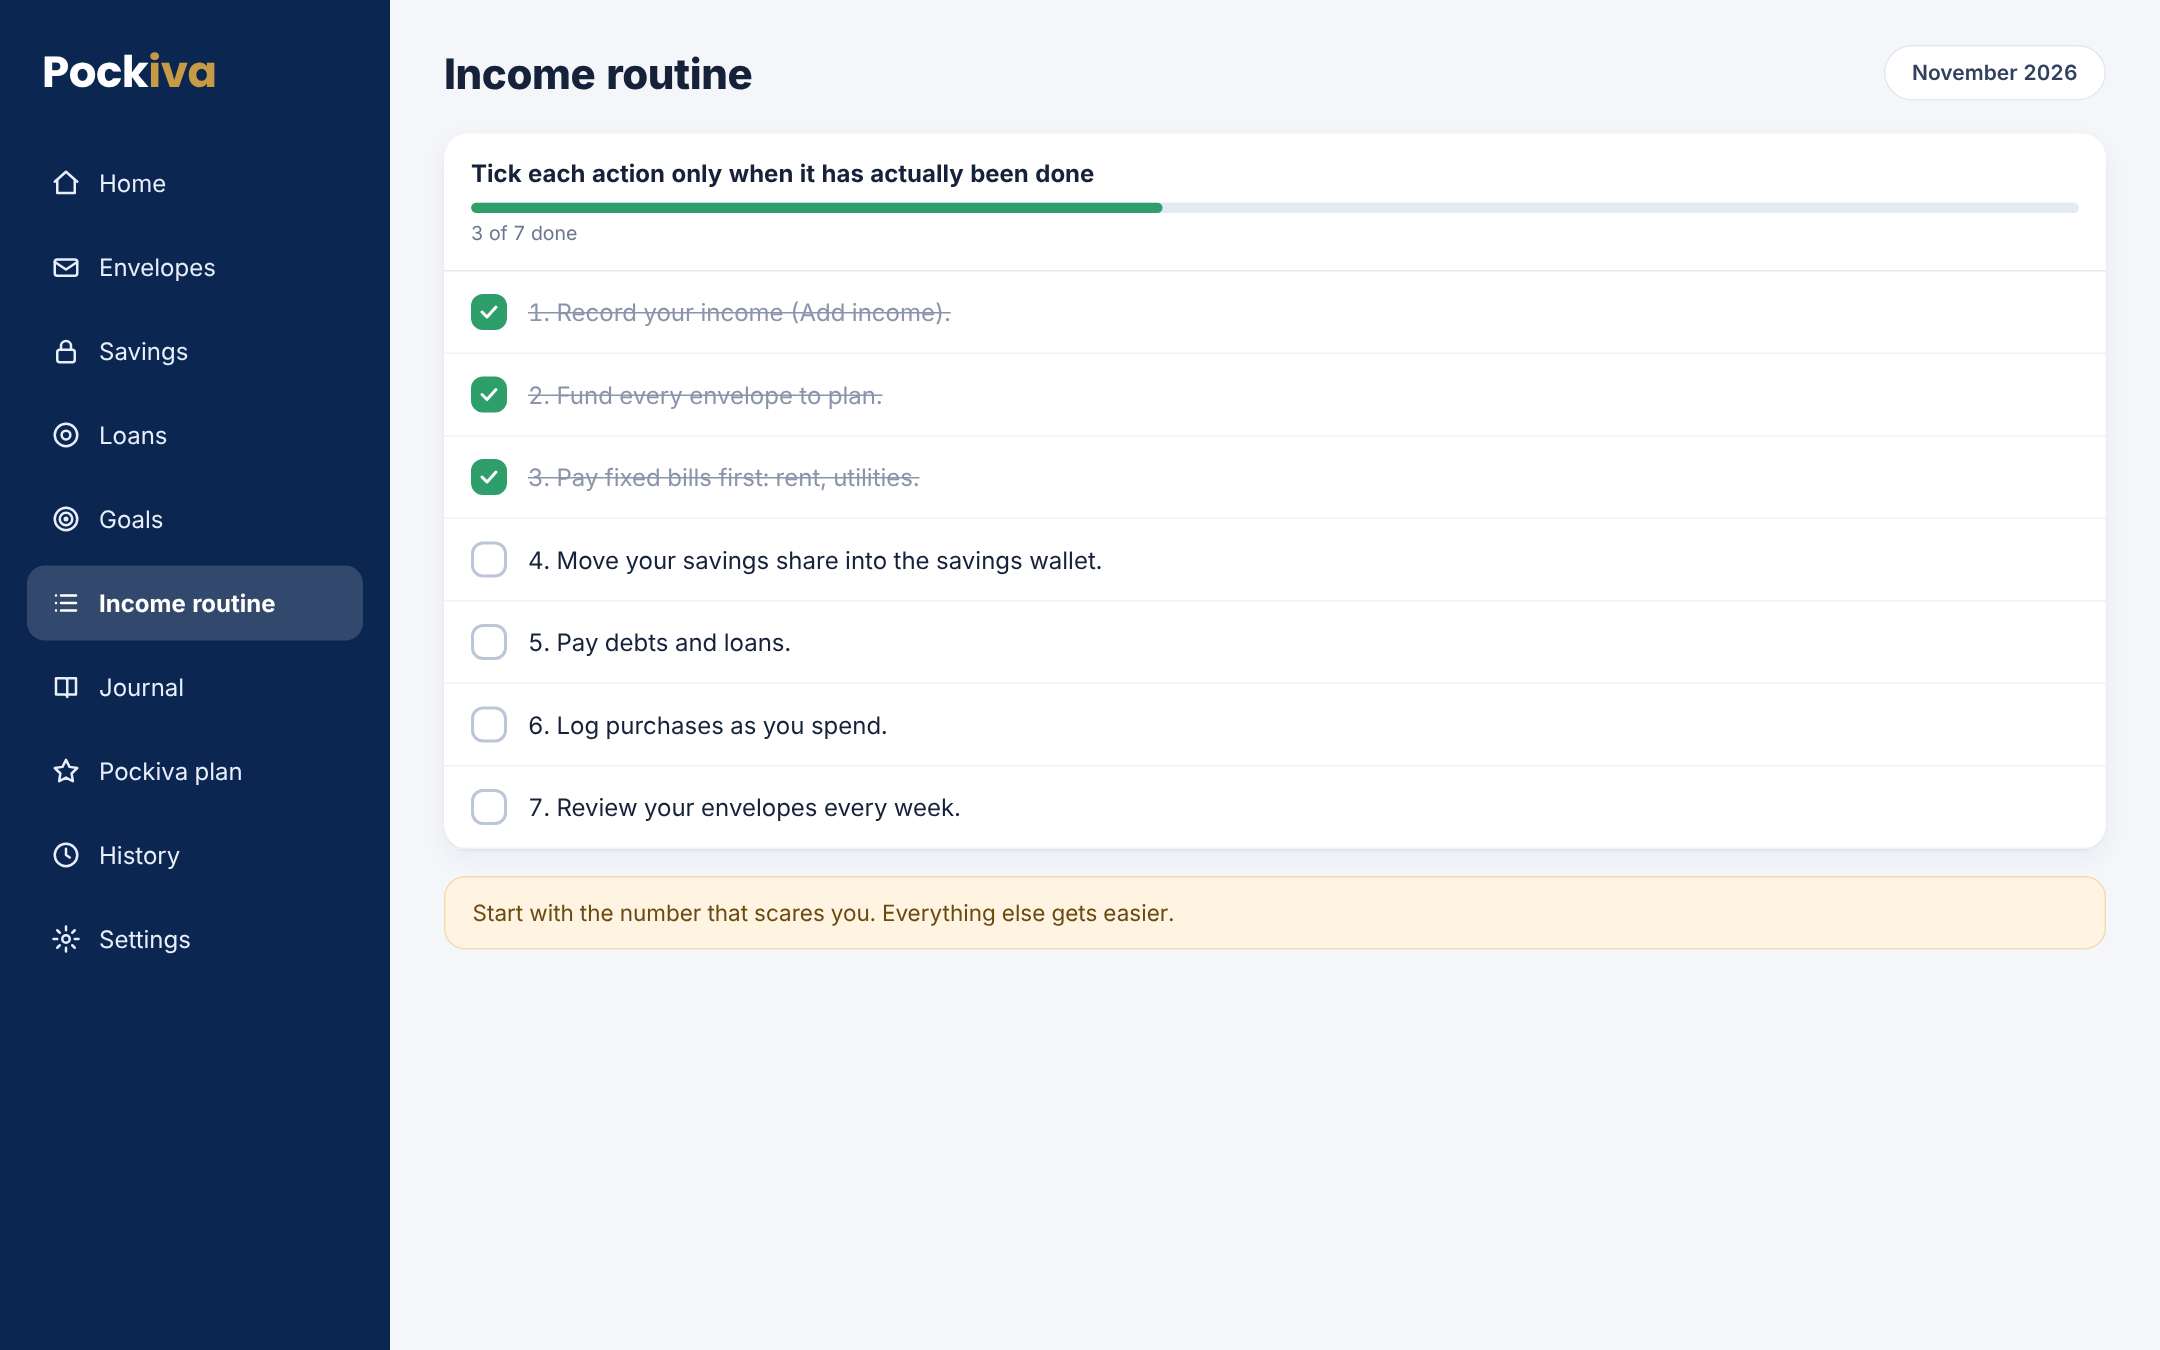 Pockiva
Home
Envelopes
Savings
Loans
Goals
Income routine
Journal
Pockiva plan
History
Settings
Income routine
November 2026
Tick each action only when it has actually been done
3 of 7 done
1. Record your income (Add income).
2. Fund every envelope to plan.
3. Pay fixed bills first: rent, utilities.
4. Move your savings share into the savings wallet.
5. Pay debts and loans.
6. Log purchases as you spend.
7. Review your envelopes every week.
Start with the number that scares you. Everything else gets easier.